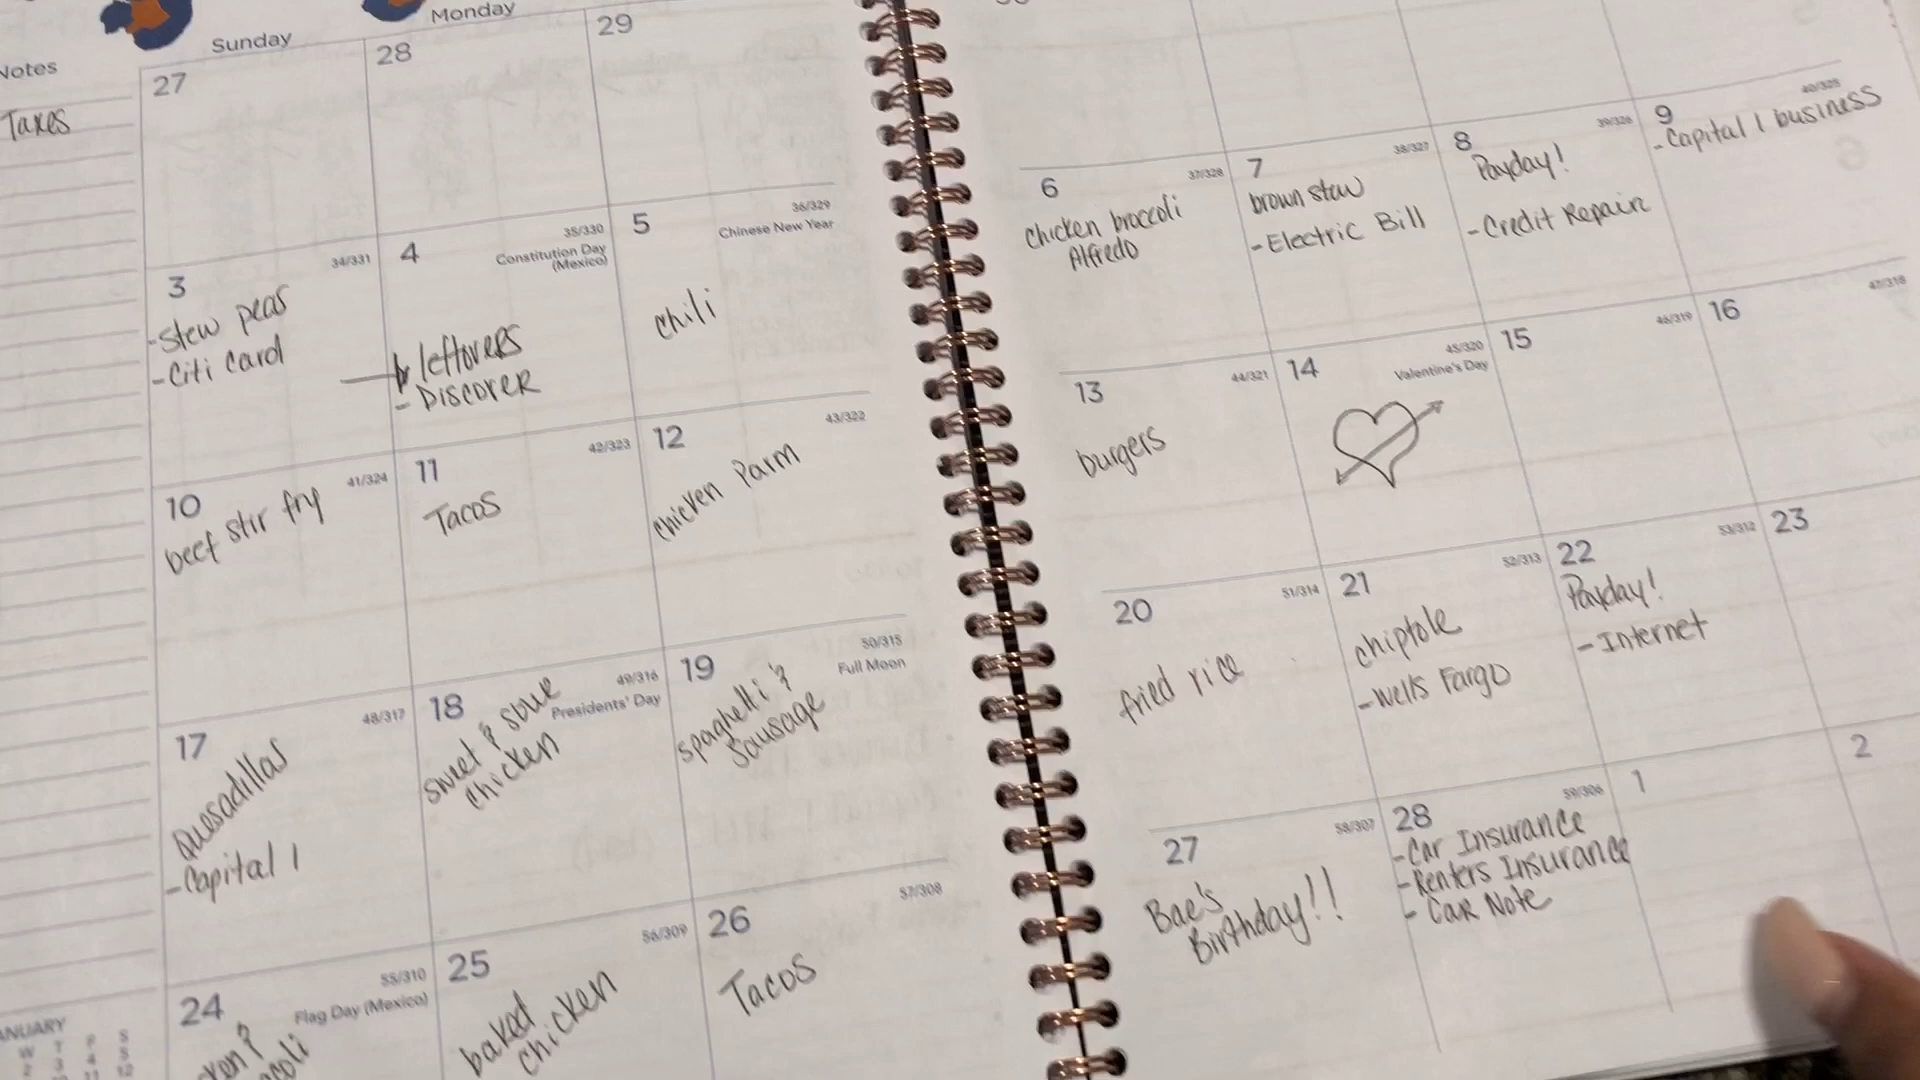 Sunday
Monday
Notes
Taxes
27
28
29
34/331
3
-Stew peas
-Citi Card
35/330
4
Constitution Day
(Mexico)
leftovers
- Discover
36/329
5
Chinese New Year
Chili
37/328
6
Chicken broccoli
Alfredo
38/327
7
brown stew
-Electric Bill
39/326
8
Payday!
-Credit Repair
40/325
9
-Capital 1 business
41/324
10
beef stir fry
42/323
11
Tacos
43/322
12
Chicken Parm
44/321
13
burgers
45/320
14
Valentine's Day
46/319
15
47/318
16
48/317
17
Quesadillas
-Capital 1
49/316
18
Presidents' Day
sweet & sour
chicken
50/315
19
Full Moon
spaghetti &
sausage
51/314
20
fried rice
52/313
21
chiptole
-Wells Fargo
53/312
22
Payday!
-Internet
23
55/310
24
Flag Day (Mexico)
56/309
25
baked
chicken
57/308
26
Tacos
58/307
27
Bae's
Birthday!!
59/306
28
-Car Insurance
-Renters Insurance
- Car Note
1
2
W T F S
2 3 4 5
11 12